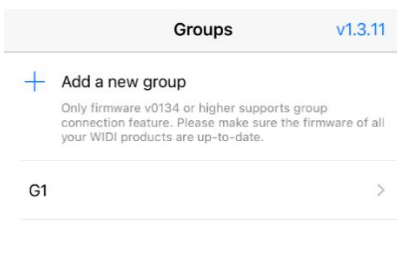 Groups v1.3.11
Add a new group
Only firmware v0134 or higher supports group
connection feature. Please make sure the firmware of all
your WIDI products are up-to-date.
G1